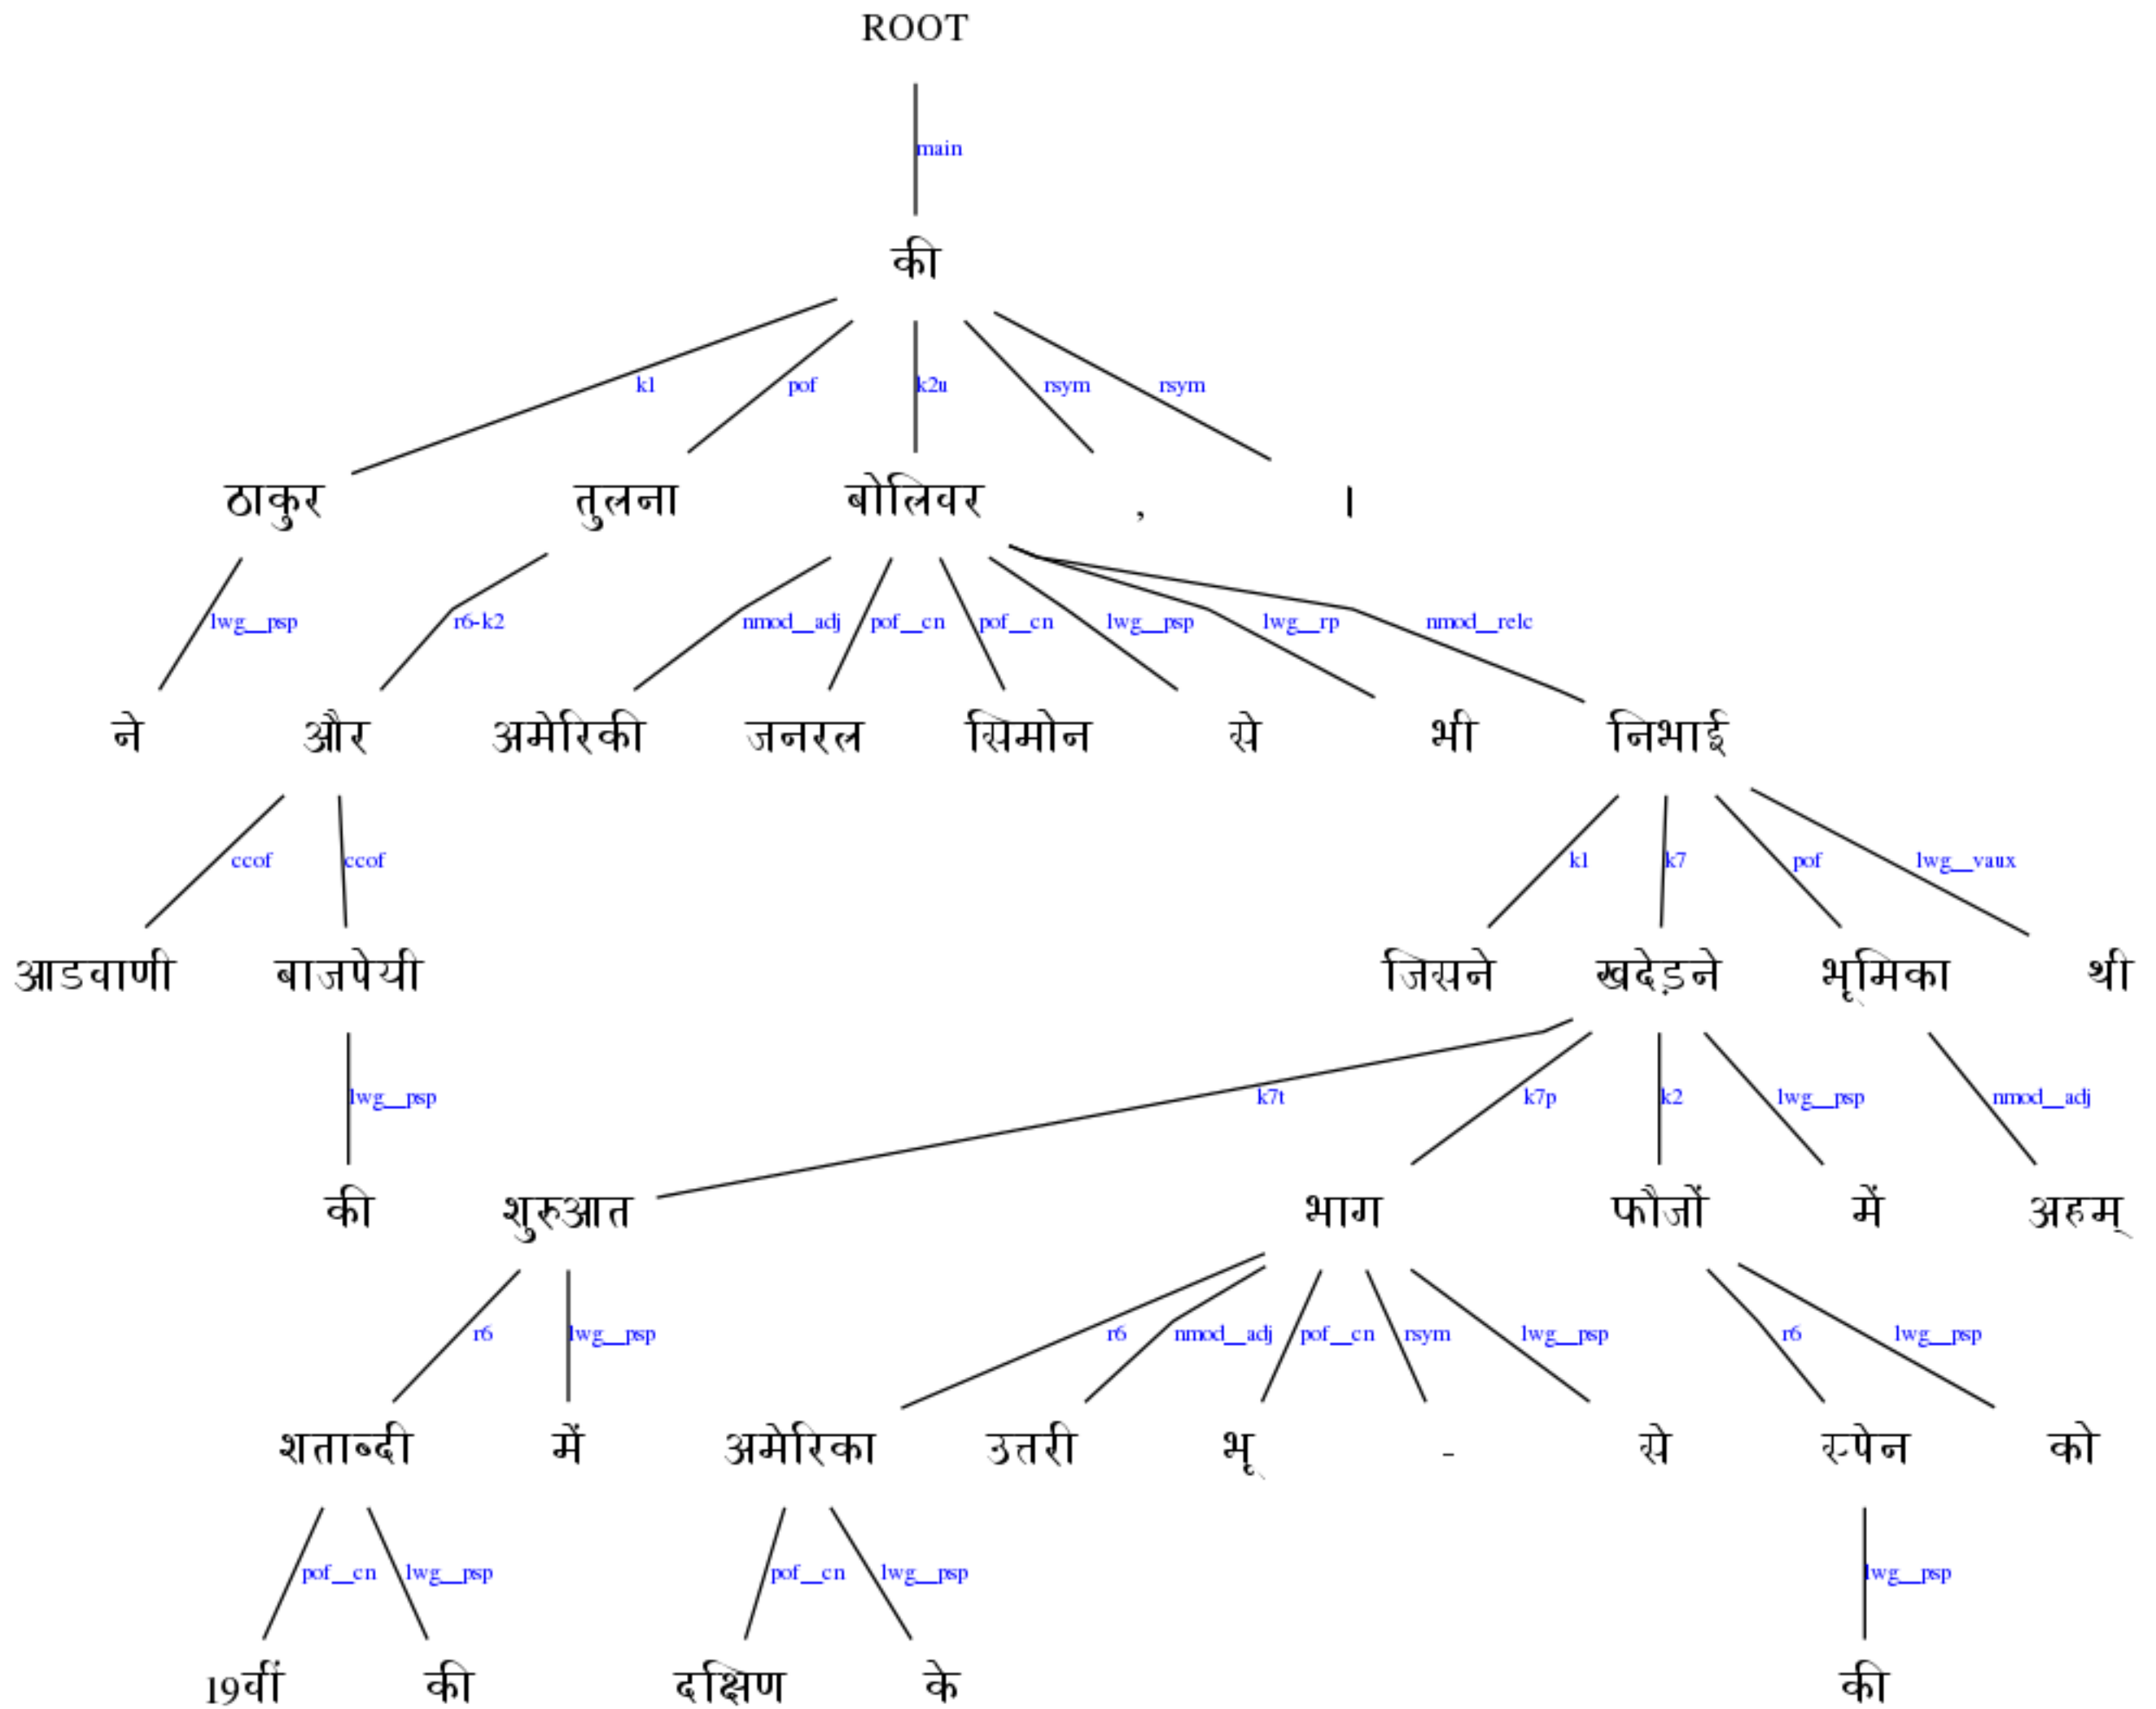 ROOT
main
की
k1 pof k2u rsym rsym
ठाकुर तुलना बोलिवर , ।
lwg__psp r6-k2 nmod__adj pof__cn pof__cn lwg__psp lwg__rp nmod__relc
ने और अमेरिकी जनरल सिमोन से भी निभाई
ccof ccof k1 k7 pof lwg__vaux
आडवाणी बाजपेयी जिसने खदेड़ने भूमिका थी
lwg__psp k7t k7p k2 lwg__psp nmod__adj
की शुरुआत भाग फौजों में अहम्
r6 lwg__psp r6 nmod__adj pof__cn rsym lwg__psp r6 lwg__psp
शताब्दी में अमेरिका उत्तरी भू - से स्पेन को
pof__cn lwg__psp pof__cn lwg__psp lwg__psp
19वीं की दक्षिण के की